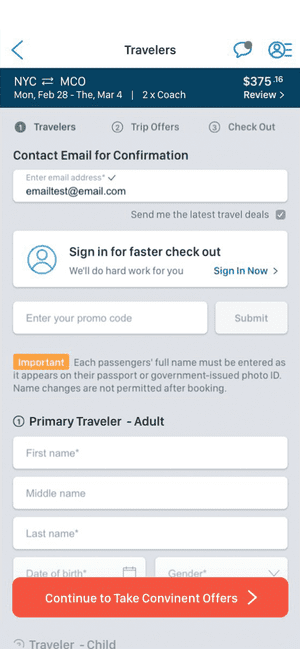 Travelers
NYC ⇄ MCO
$375.16
Mon, Feb 28 - The, Mar 4 | 2 x Coach
Review >
1 Travelers
2 Trip Offers
3 Check Out
Contact Email for Confirmation
Enter email address*
emailtest@email.com
Send me the latest travel deals
Sign in for faster check out
We'll do hard work for you
Sign In Now >
Enter your promo code
Submit
Important Each passengers' full name must be entered as
it appears on their passport or government-issued photo ID.
Name changes are not permitted after booking.
1 Primary Traveler - Adult
First name*
Middle name
Last name*
Date of birth*
Gender*
Continue to Take Convinent Offers >
Traveler - Child